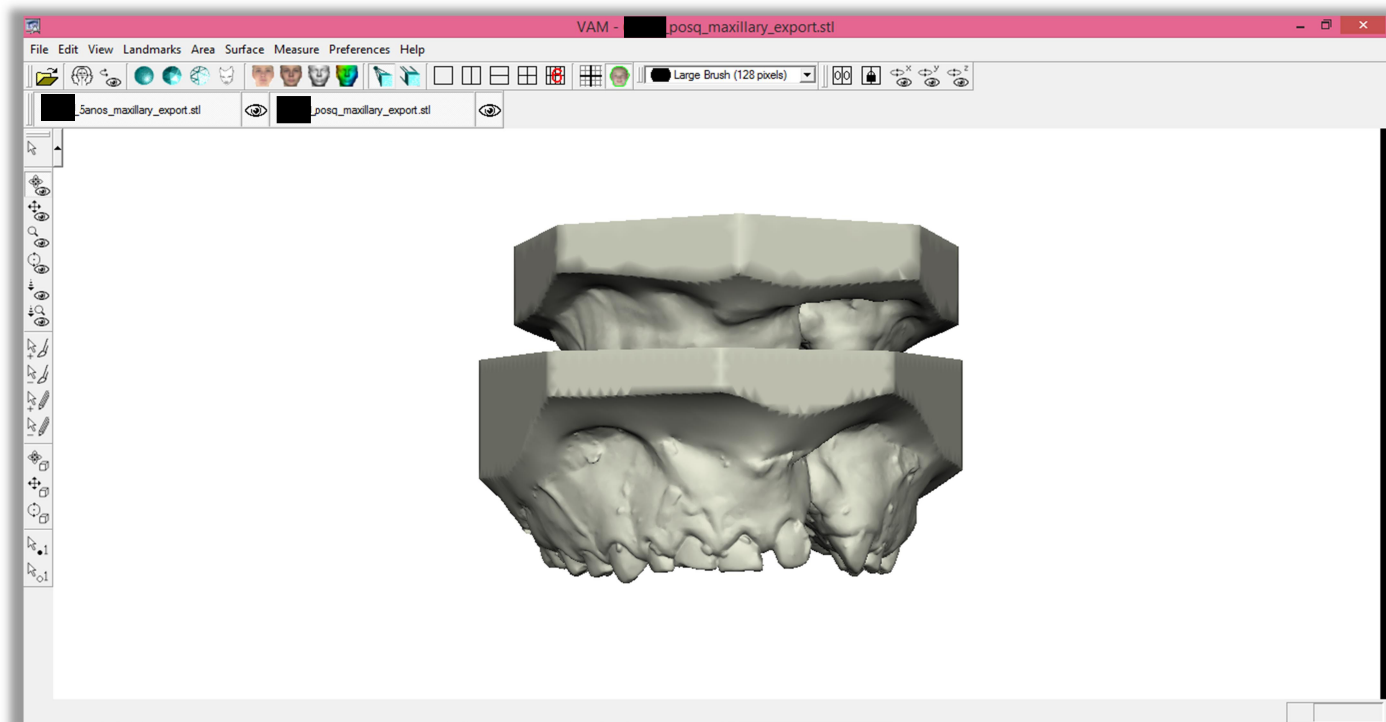 VAM - _posq_maxillary_export.stl
File Edit View Landmarks Area Surface Measure Preferences Help
Large Brush (128 pixels)
_5anos_maxillary_export.stl _posq_maxillary_export.stl